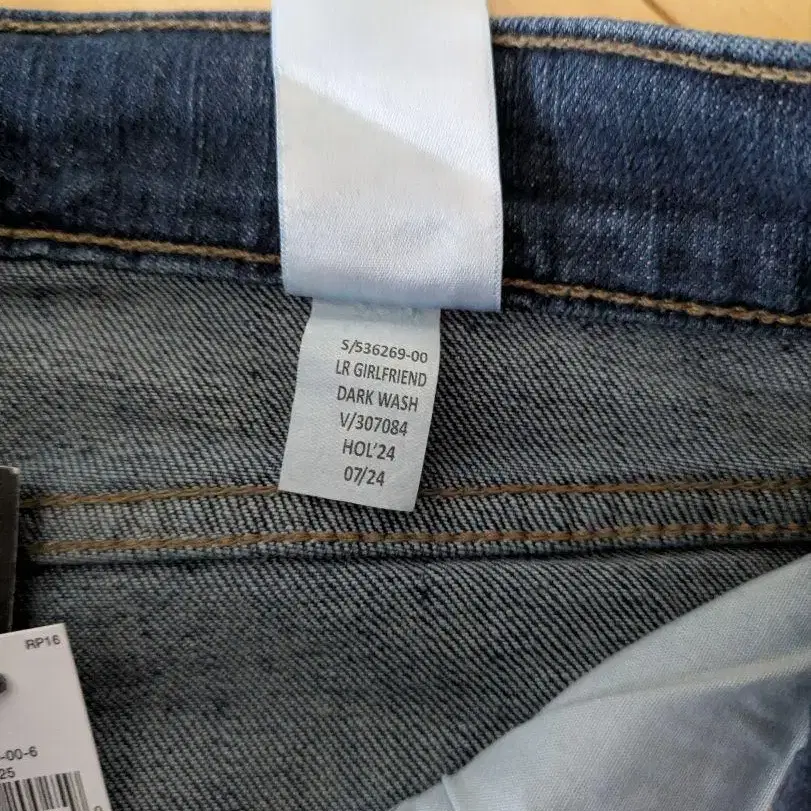 S/536269-00
LR GIRLFRIEND
DARK WASH
V/307084
HOL'24
07/24
RP16
-00-6
25